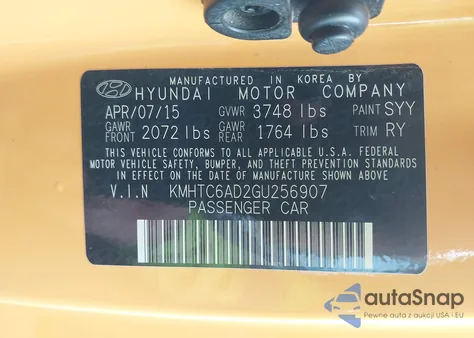 MANUFACTURED IN KOREA BY
HYUNDAI MOTOR COMPANY
APR/07/15 GVWR 3748 lbs PAINT SYY
GAWR FRONT 2072 lbs GAWR REAR 1764 lbs TRIM RY
THIS VEHICLE CONFORMS TO ALL APPLICABLE U.S.A. FEDERAL
MOTOR VEHICLE SAFETY, BUMPER, AND THEFT PREVENTION STANDARDS
IN EFFECT ON THE DATE OF MANUFACTURE SHOWN ABOVE.
V.I.N KMHTC6AD2GU256907
PASSENGER CAR
autoSnap
Pewne auta z aukcji USA i EU